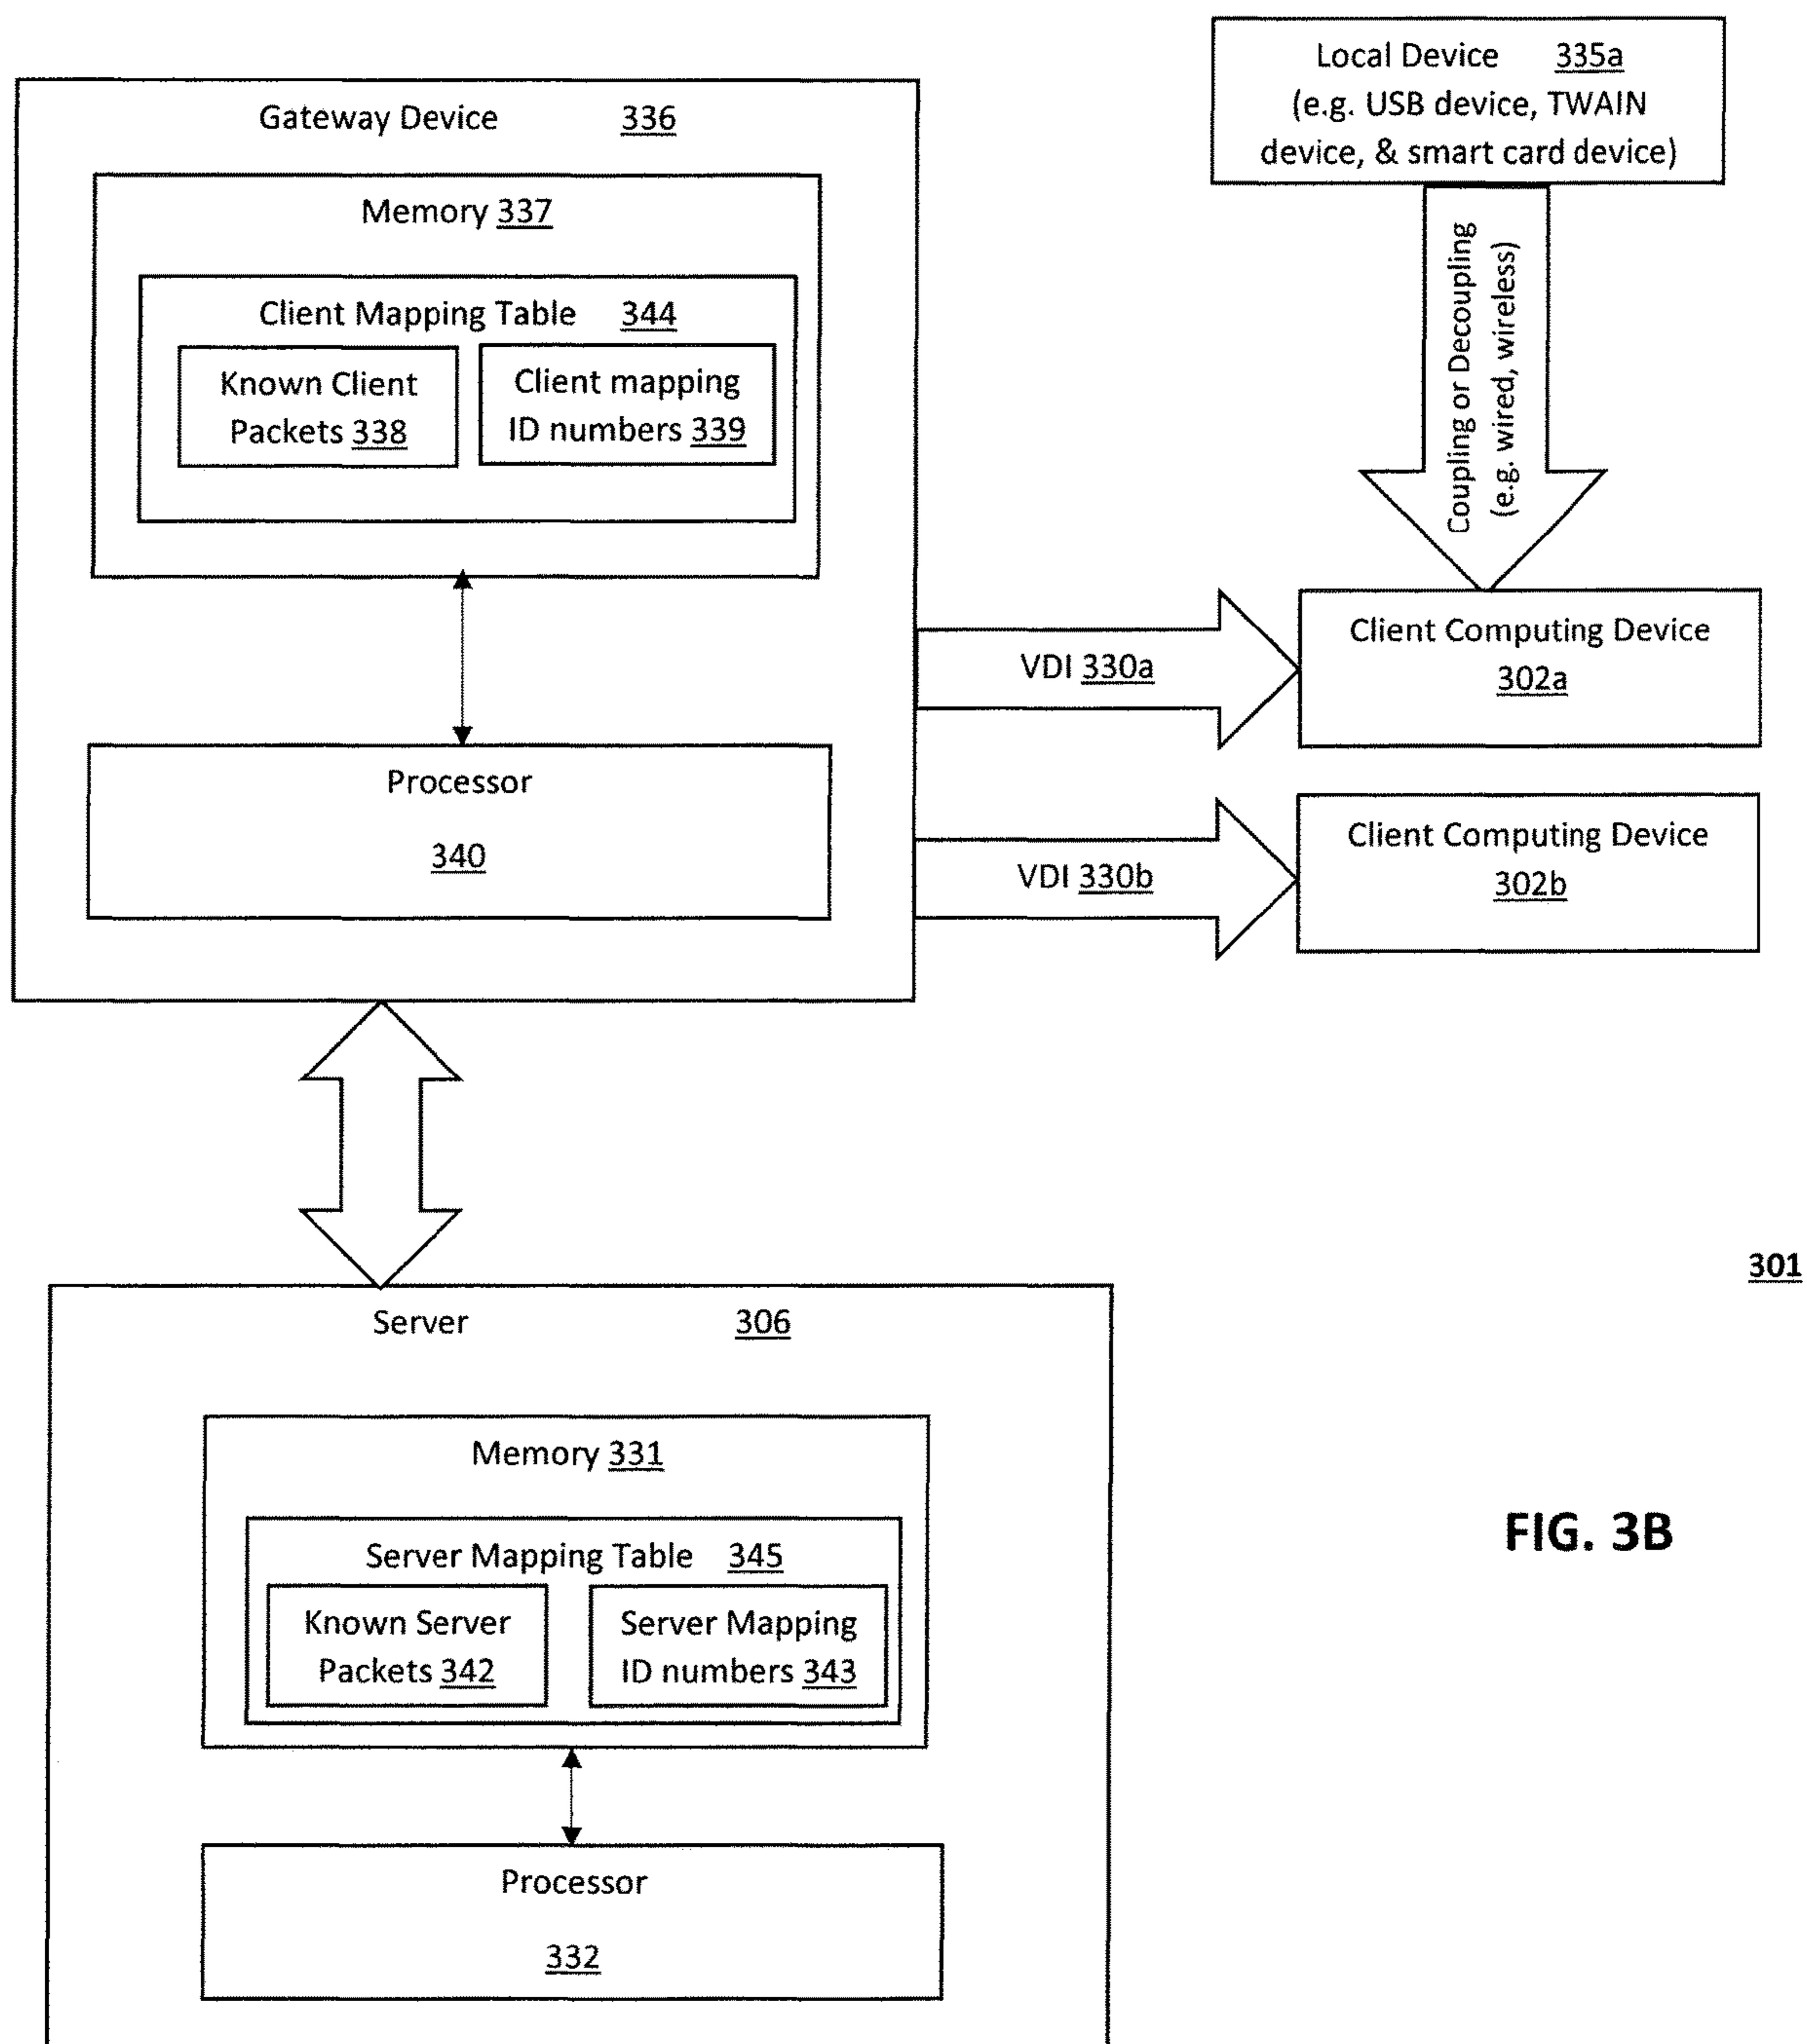 Local Device 335a
(e.g. USB device, TWAIN
device, & smart card device)
Gateway Device 336
Memory 337
Client Mapping Table 344
Known Client
Packets 338
Client mapping
ID numbers 339
Coupling or Decoupling
(e.g. wired, wireless)
Client Computing Device
302a
VDI 330a
Processor
340
Client Computing Device
302b
VDI 330b
301
Server 306
Memory 331
Server Mapping Table 345
Known Server
Packets 342
Server Mapping
ID numbers 343
FIG. 3B
Processor
332